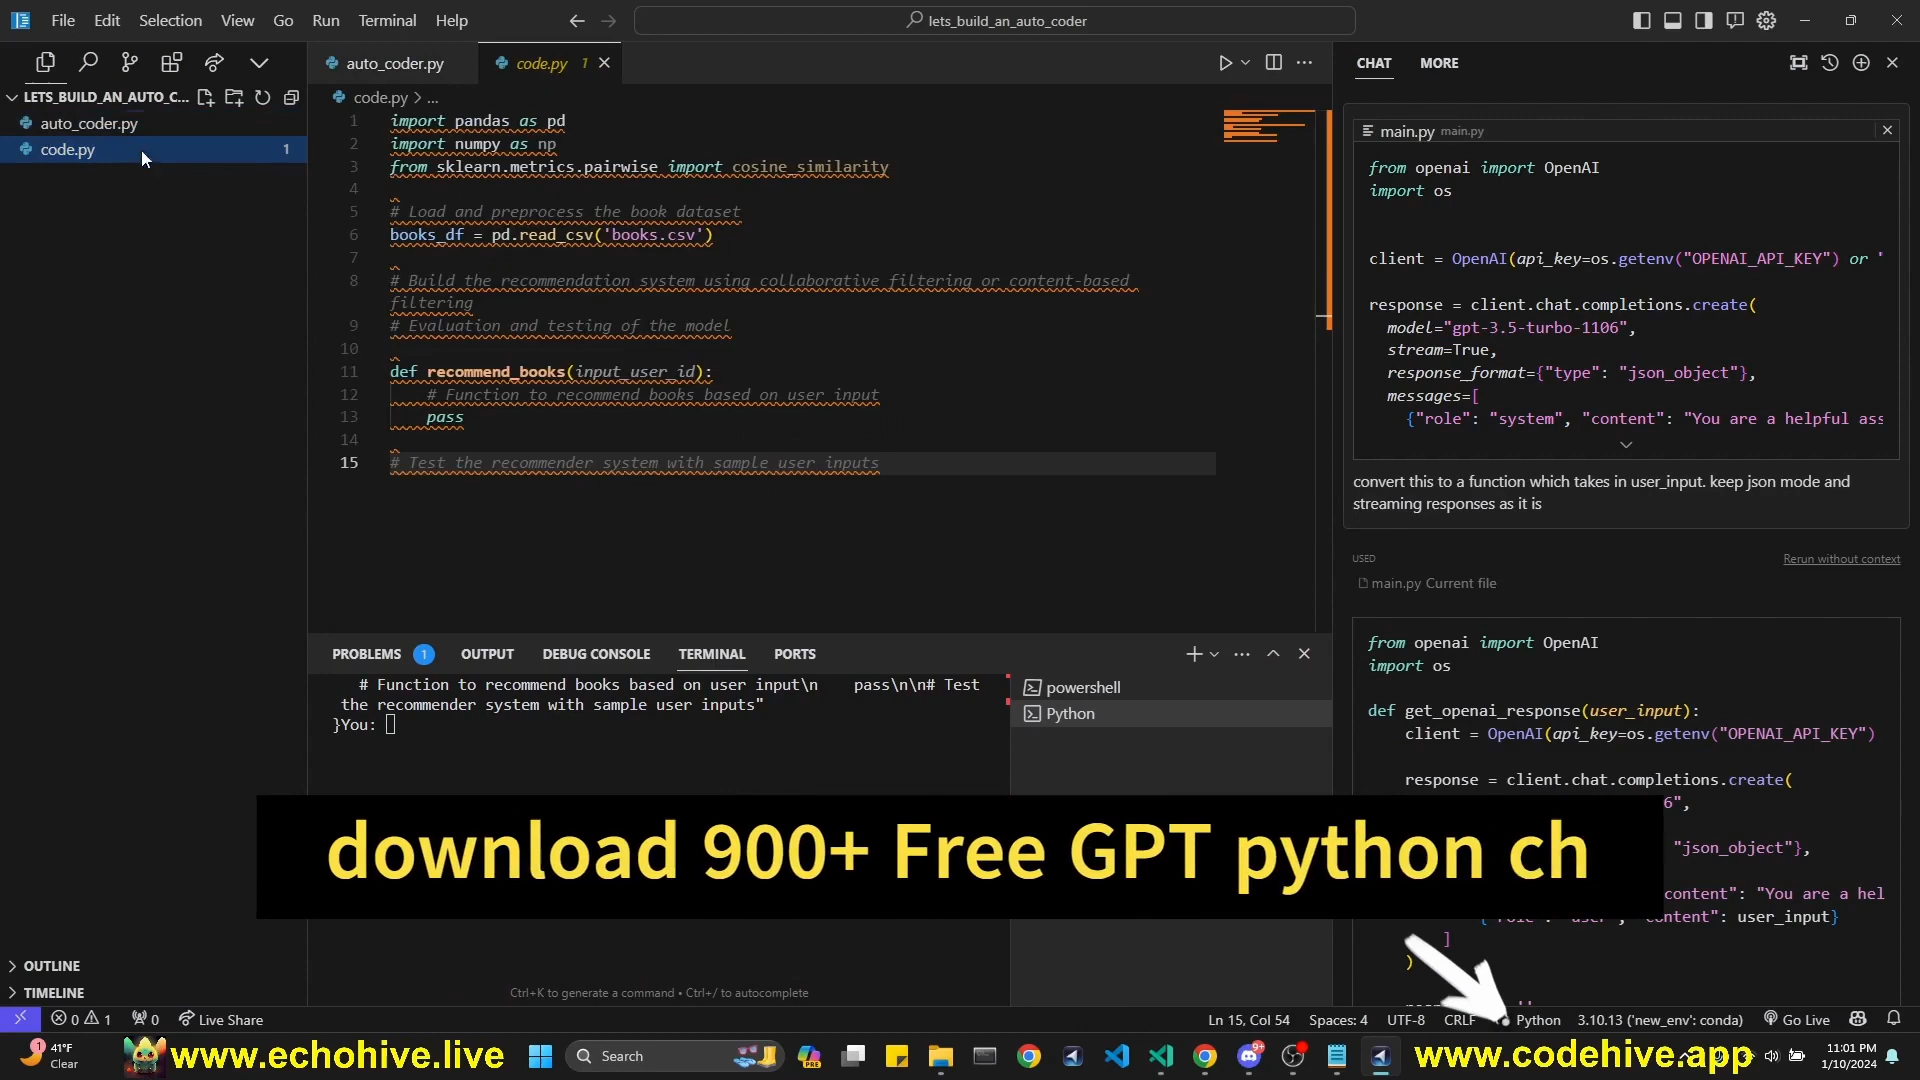 File Edit Selection View Go Run Terminal Help
lets_build_an_auto_coder
LETS_BUILD_AN_AUTO_C...
auto_coder.py
code.py 1
auto_coder.py
code.py 1
code.py > ...
1 import pandas as pd
2 import numpy as np
3 from sklearn.metrics.pairwise import cosine_similarity
4
5 # Load and preprocess the book dataset
6 books_df = pd.read_csv('books.csv')
7
8 # Build the recommendation system using collaborative filtering or content-based
filtering
9 # Evaluation and testing of the model
10
11 def recommend_books(input_user_id):
12 # Function to recommend books based on user input
13 pass
14
15 # Test the recommender system with sample user inputs
PROBLEMS 1 OUTPUT DEBUG CONSOLE TERMINAL PORTS
# Function to recommend books based on user input\n    pass\n\n# Test
the recommender system with sample user inputs"
}You:
powershell
Python
Ctrl+K to generate a command • Ctrl+/ to autocomplete
CHAT MORE
main.py main.py
from openai import OpenAI
import os
client = OpenAI(api_key=os.getenv("OPENAI_API_KEY") or '
response = client.chat.completions.create(
model="gpt-3.5-turbo-1106",
stream=True,
response_format={"type": "json_object"},
messages=[
{"role": "system", "content": "You are a helpful ass
convert this to a function which takes in user_input. keep json mode and
streaming responses as it is
USED
Rerun without context
main.py Current file
from openai import OpenAI
import os
def get_openai_response(user_input):
client = OpenAI(api_key=os.getenv("OPENAI_API_KEY")
response = client.chat.completions.create(
6",
"json_object"},
content": "You are a hel
content": user_input}
]
)
download 900+ Free GPT python ch
OUTLINE
TIMELINE
0 1 0 Live Share
Ln 15, Col 54 Spaces: 4 UTF-8 CRLF Python 3.10.13 ('new_env': conda) Go Live
1 41°F
Clear
www.echohive.live
Search
PRE
9+
www.codehive.app
11:01 PM
1/10/2024